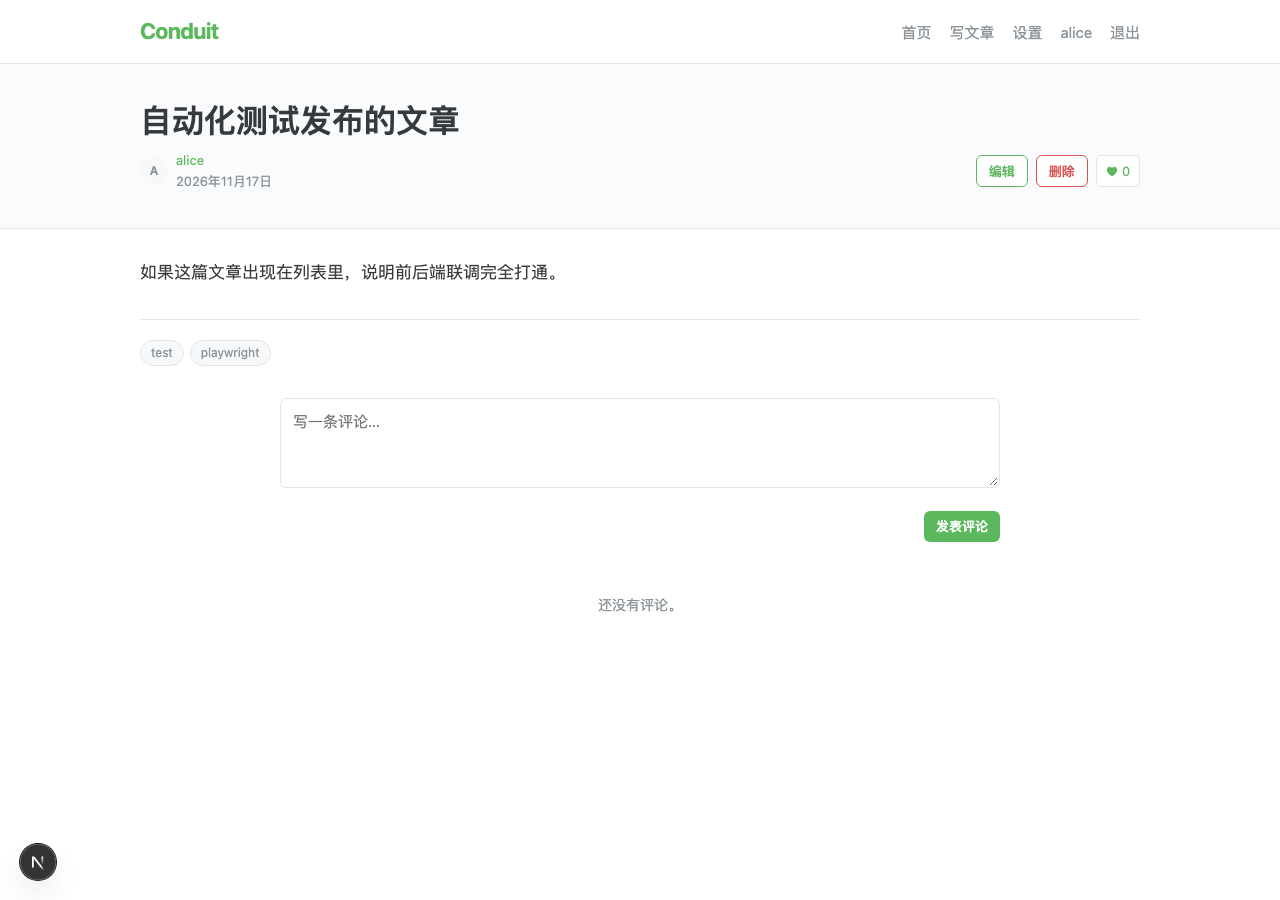 Conduit
首页 写文章 设置 alice 退出
自动化测试发布的文章
A
alice
2026年11月17日
编辑 删除 0
如果这篇文章出现在列表里，说明前后端联调完全打通。
test playwright
写一条评论...
发表评论
还没有评论。
N